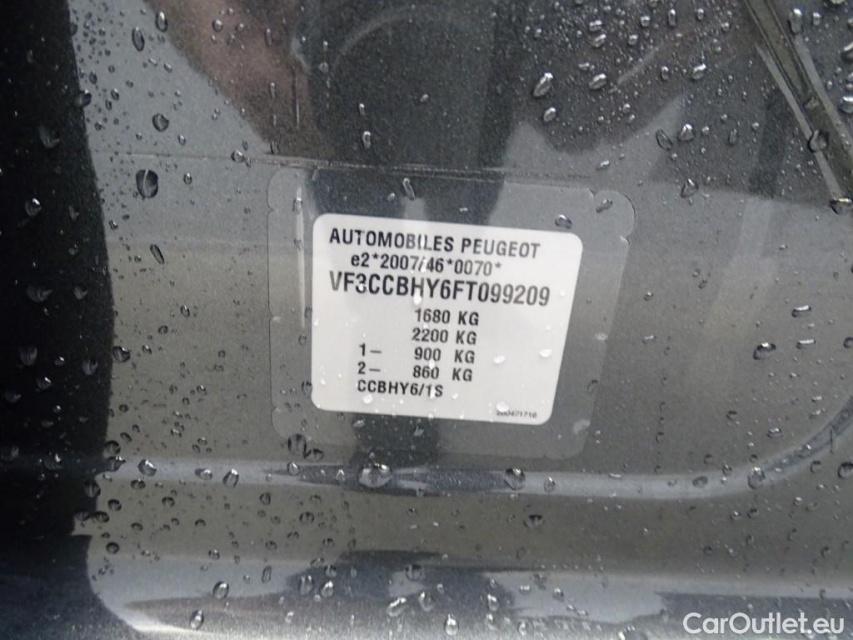 AUTOMOBILES PEUGEOT
e2*2007/46*0070*
VF3CCBHY6FT099209
1680 KG
2200 KG
1– 900 KG
2– 860 KG
CCBHY6/1S
CarOutlet.eu